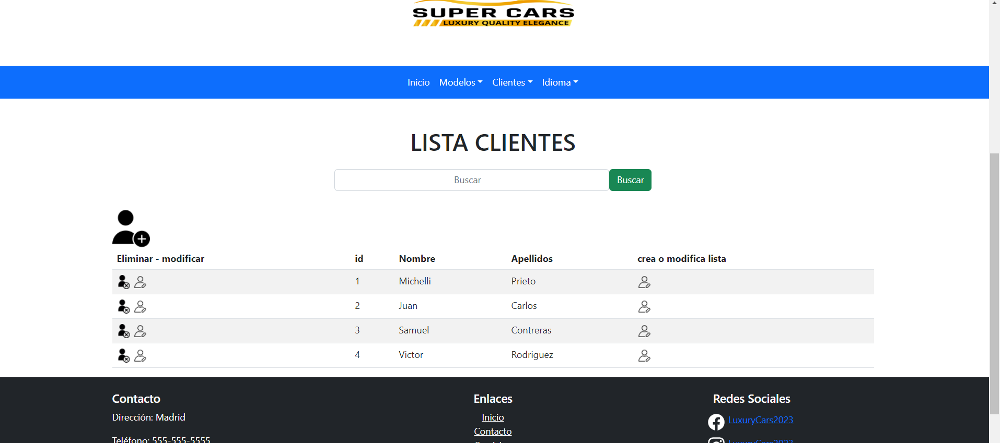 SUPER CARS
LUXURY QUALITY ELEGANCE
Inicio Modelos Clientes Idioma
LISTA CLIENTES
Buscar Buscar
Eliminar - modificar id Nombre Apellidos crea o modifica lista
1 Michelli Prieto
2 Juan Carlos
3 Samuel Contreras
4 Victor Rodriguez
Contacto Enlaces Redes Sociales
Dirección: Madrid Inicio LuxuryCars2023
Contacto
Teléfono: 555-555-5555 LuxuryCars2023